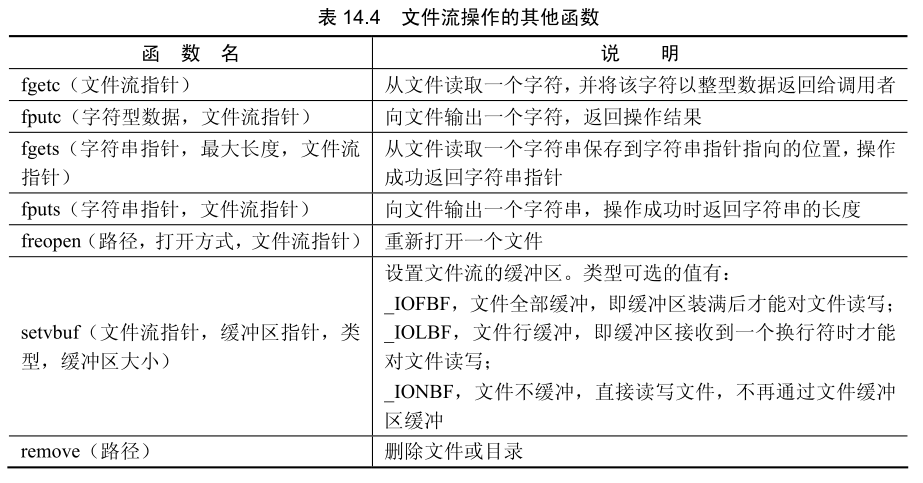 表 14.4 文件流操作的其他函数
函 数 名
说 明
fgetc（文件流指针）
从文件读取一个字符，并将该字符以整型数据返回给调用者
fputc（字符型数据，文件流指针）
向文件输出一个字符，返回操作结果
fgets（字符串指针，最大长度，文件流
指针）
从文件读取一个字符串保存到字符串指针指向的位置，操作
成功返回字符串指针
fputs（字符串指针，文件流指针）
向文件输出一个字符串，操作成功时返回字符串的长度
freopen（路径，打开方式，文件流指针）
重新打开一个文件
setvbuf（文件流指针，缓冲区指针，类
型，缓冲区大小）
设置文件流的缓冲区。类型可选的值有：
_IOFBF，文件全部缓冲，即缓冲区装满后才能对文件读写；
_IOLBF，文件行缓冲，即缓冲区接收到一个换行符时才能
对文件读写；
_IONBF，文件不缓冲，直接读写文件，不再通过文件缓冲
区缓冲
remove（路径）
删除文件或目录